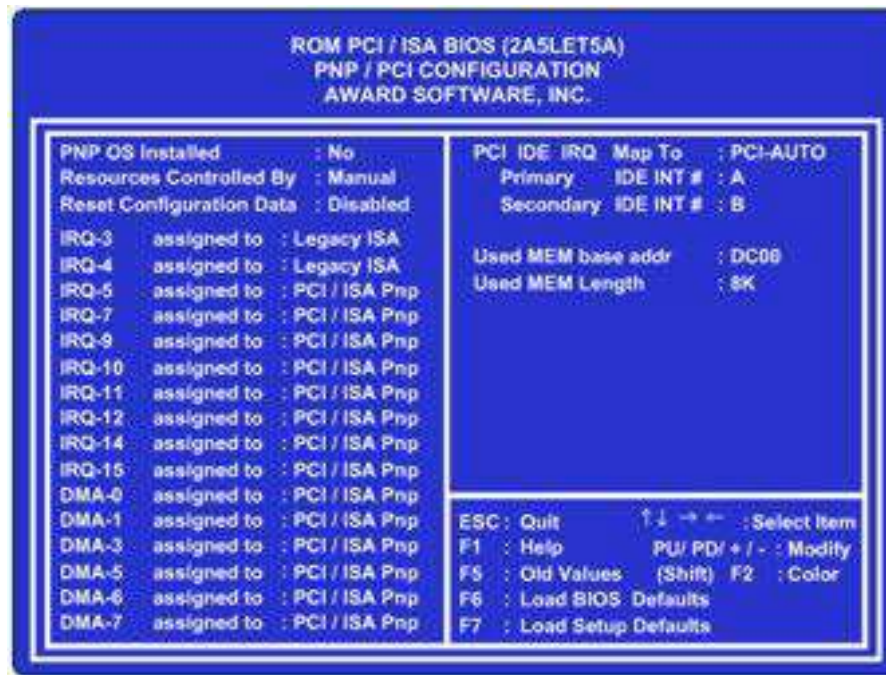 ROM PCI / ISA BIOS (2A5LET5A)
PNP / PCI CONFIGURATION
AWARD SOFTWARE, INC.
PNP OS Installed : No
Resources Controlled By : Manual
Reset Configuration Data : Disabled
IRQ-3 assigned to : Legacy ISA
IRQ-4 assigned to : Legacy ISA
IRQ-5 assigned to : PCI / ISA Pnp
IRQ-7 assigned to : PCI / ISA Pnp
IRQ-9 assigned to : PCI / ISA Pnp
IRQ-10 assigned to : PCI / ISA Pnp
IRQ-11 assigned to : PCI / ISA Pnp
IRQ-12 assigned to : PCI / ISA Pnp
IRQ-14 assigned to : PCI / ISA Pnp
IRQ-15 assigned to : PCI / ISA Pnp
DMA-0 assigned to : PCI / ISA Pnp
DMA-1 assigned to : PCI / ISA Pnp
DMA-3 assigned to : PCI / ISA Pnp
DMA-5 assigned to : PCI / ISA Pnp
DMA-6 assigned to : PCI / ISA Pnp
DMA-7 assigned to : PCI / ISA Pnp
PCI IDE IRQ Map To : PCI-AUTO
Primary IDE INT # : A
Secondary IDE INT # : B
Used MEM base addr : DC00
Used MEM Length : 8K
ESC : Quit ↑↓ → ← : Select Item
F1 : Help PU/ PD/ + / - : Modify
F5 : Old Values (Shift) F2 : Color
F6 : Load BIOS Defaults
F7 : Load Setup Defaults